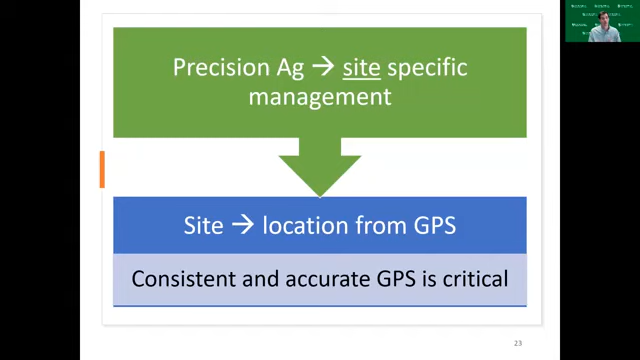 Precision Ag → site specific
management
Site → location from GPS
Consistent and accurate GPS is critical
23